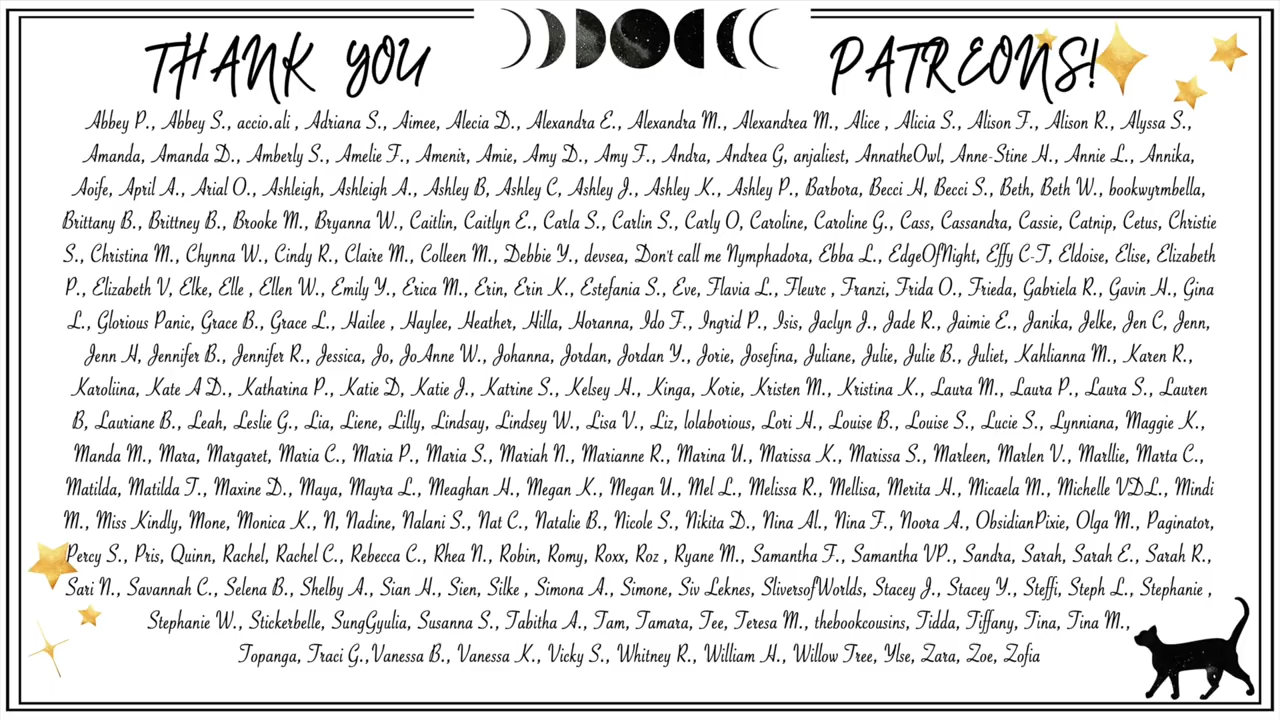 THANK YOU PATREONS!
Abbey P., Abbey S., accio.ali , Adriana S., Aimee, Alecia D., Alexandra E., Alexandra M., Alexandrea M., Alice , Alicia S., Alison F., Alison R., Alyssa S.,
Amanda, Amanda D., Amberly S., Amelie F., Amenir, Amie, Amy D., Amy F., Andra, Andrea G, anjaliest, AnnatheOwl, Anne-Stine H., Annie L., Annika,
Aoife, April A., Arial O., Ashleigh, Ashleigh A., Ashley B, Ashley C, Ashley J., Ashley K., Ashley P., Barbora, Becci H, Becci S., Beth, Beth W., bookwyrmbella,
Brittany B., Brittney B., Brooke M., Bryanna W., Caitlin, Caitlyn E., Carla S., Carlin S., Carly O, Caroline, Caroline G., Cass, Cassandra, Cassie, Catnip, Cetus, Christie
S., Christina M., Chynna W., Cindy R., Claire M., Colleen M., Debbie Y., devsea, Don't call me Nymphadora, Ebba L., EdgeOfNight, Effy C-T, Eldoise, Elise, Elizabeth
P., Elizabeth V, Elke, Elle , Ellen W., Emily Y., Erica M., Erin, Erin K., Estefania S., Eve, Flavia L., Fleurc , Franzi, Frida O., Frieda, Gabriela R., Gavin H., Gina
L., Glorious Panic, Grace B., Grace L., Hailee , Haylee, Heather, Hilla, Horanna, Ido F., Ingrid P., Isis, Jaclyn J., Jade R., Jaimie E., Janika, Jelke, Jen C, Jenn,
Jenn H, Jennifer B., Jennifer R., Jessica, Jo, JoAnne W., Johanna, Jordan, Jordan Y., Jorie, Josefina, Juliane, Julie, Julie B., Juliet, Kahlianna M., Karen R.,
Karoliina, Kate A D., Katharina P., Katie D, Katie J., Katrine S., Kelsey H., Kinga, Korie, Kristen M., Kristina K., Laura M., Laura P., Laura S., Lauren
B, Lauriane B., Leah, Leslie G., Lia, Liene, Lilly, Lindsay, Lindsey W., Lisa V., Liz, lolaborious, Lori H., Louise B., Louise S., Lucie S., Lynniana, Maggie K.,
Manda M., Mara, Margaret, Maria C., Maria P., Maria S., Mariah N., Marianne R., Marina U., Marissa K., Marissa S., Marleen, Marlen V., Marllie, Marta C.,
Matilda, Matilda T., Maxine D., Maya, Mayra L., Meaghan H., Megan K., Megan U., Mel L., Melissa R., Mellisa, Merita H., Micaela M., Michelle VDL., Mindi
M., Miss Kindly, Mone, Monica K., N, Nadine, Nalani S., Nat C., Natalie B., Nicole S., Nikita D., Nina Al., Nina F., Noora A., ObsidianPixie, Olga M., Paginator,
Percy S., Pris, Quinn, Rachel, Rachel C., Rebecca C., Rhea N., Robin, Romy, Roxx, Roz , Ryane M., Samantha F., Samantha VP., Sandra, Sarah, Sarah E., Sarah R.,
Sari N., Savannah C., Selena B., Shelby A., Sian H., Sien, Silke , Simona A., Simone, Siv Leknes, SliversofWorlds, Stacey J., Stacey Y., Steffi, Steph L., Stephanie ,
Stephanie W., Stickerbelle, SungGyulia, Susanna S., Tabitha A., Tam, Tamara, Tee, Teresa M., thebookcousins, Tidda, Tiffany, Tina, Tina M.,
Topanga, Traci G.,Vanessa B., Vanessa K., Vicky S., Whitney R., William H., Willow Tree, Ylse, Zara, Zoe, Zofia